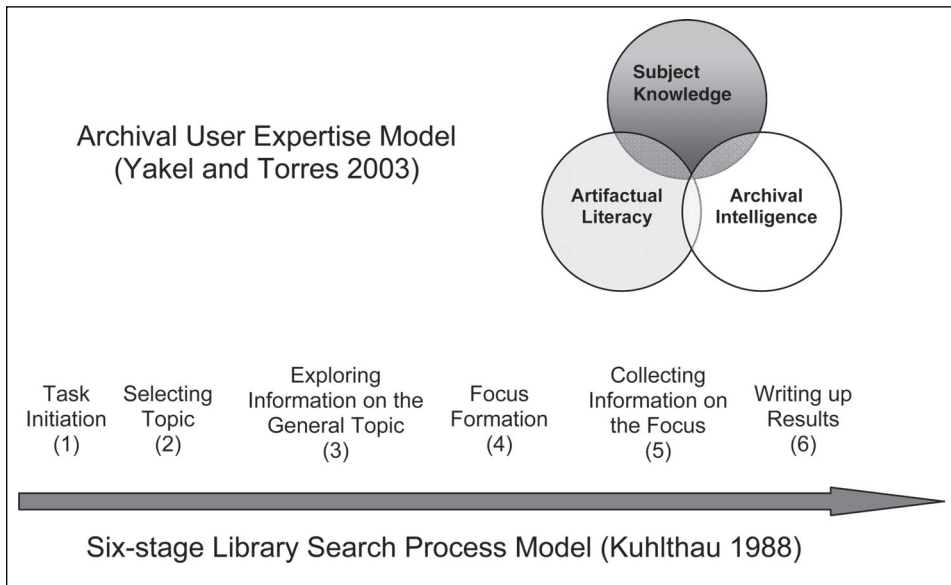 Subject
Knowledge
Archival User Expertise Model
(Yakel and Torres 2003)
Artifactual
Literacy
Archival
Intelligence
Task
Initiation
(1)
Selecting
Topic
(2)
Exploring
Information on the
General Topic
(3)
Focus
Formation
(4)
Collecting
Information on
the Focus
(5)
Writing up
Results
(6)
Six-stage Library Search Process Model (Kuhlthau 1988)